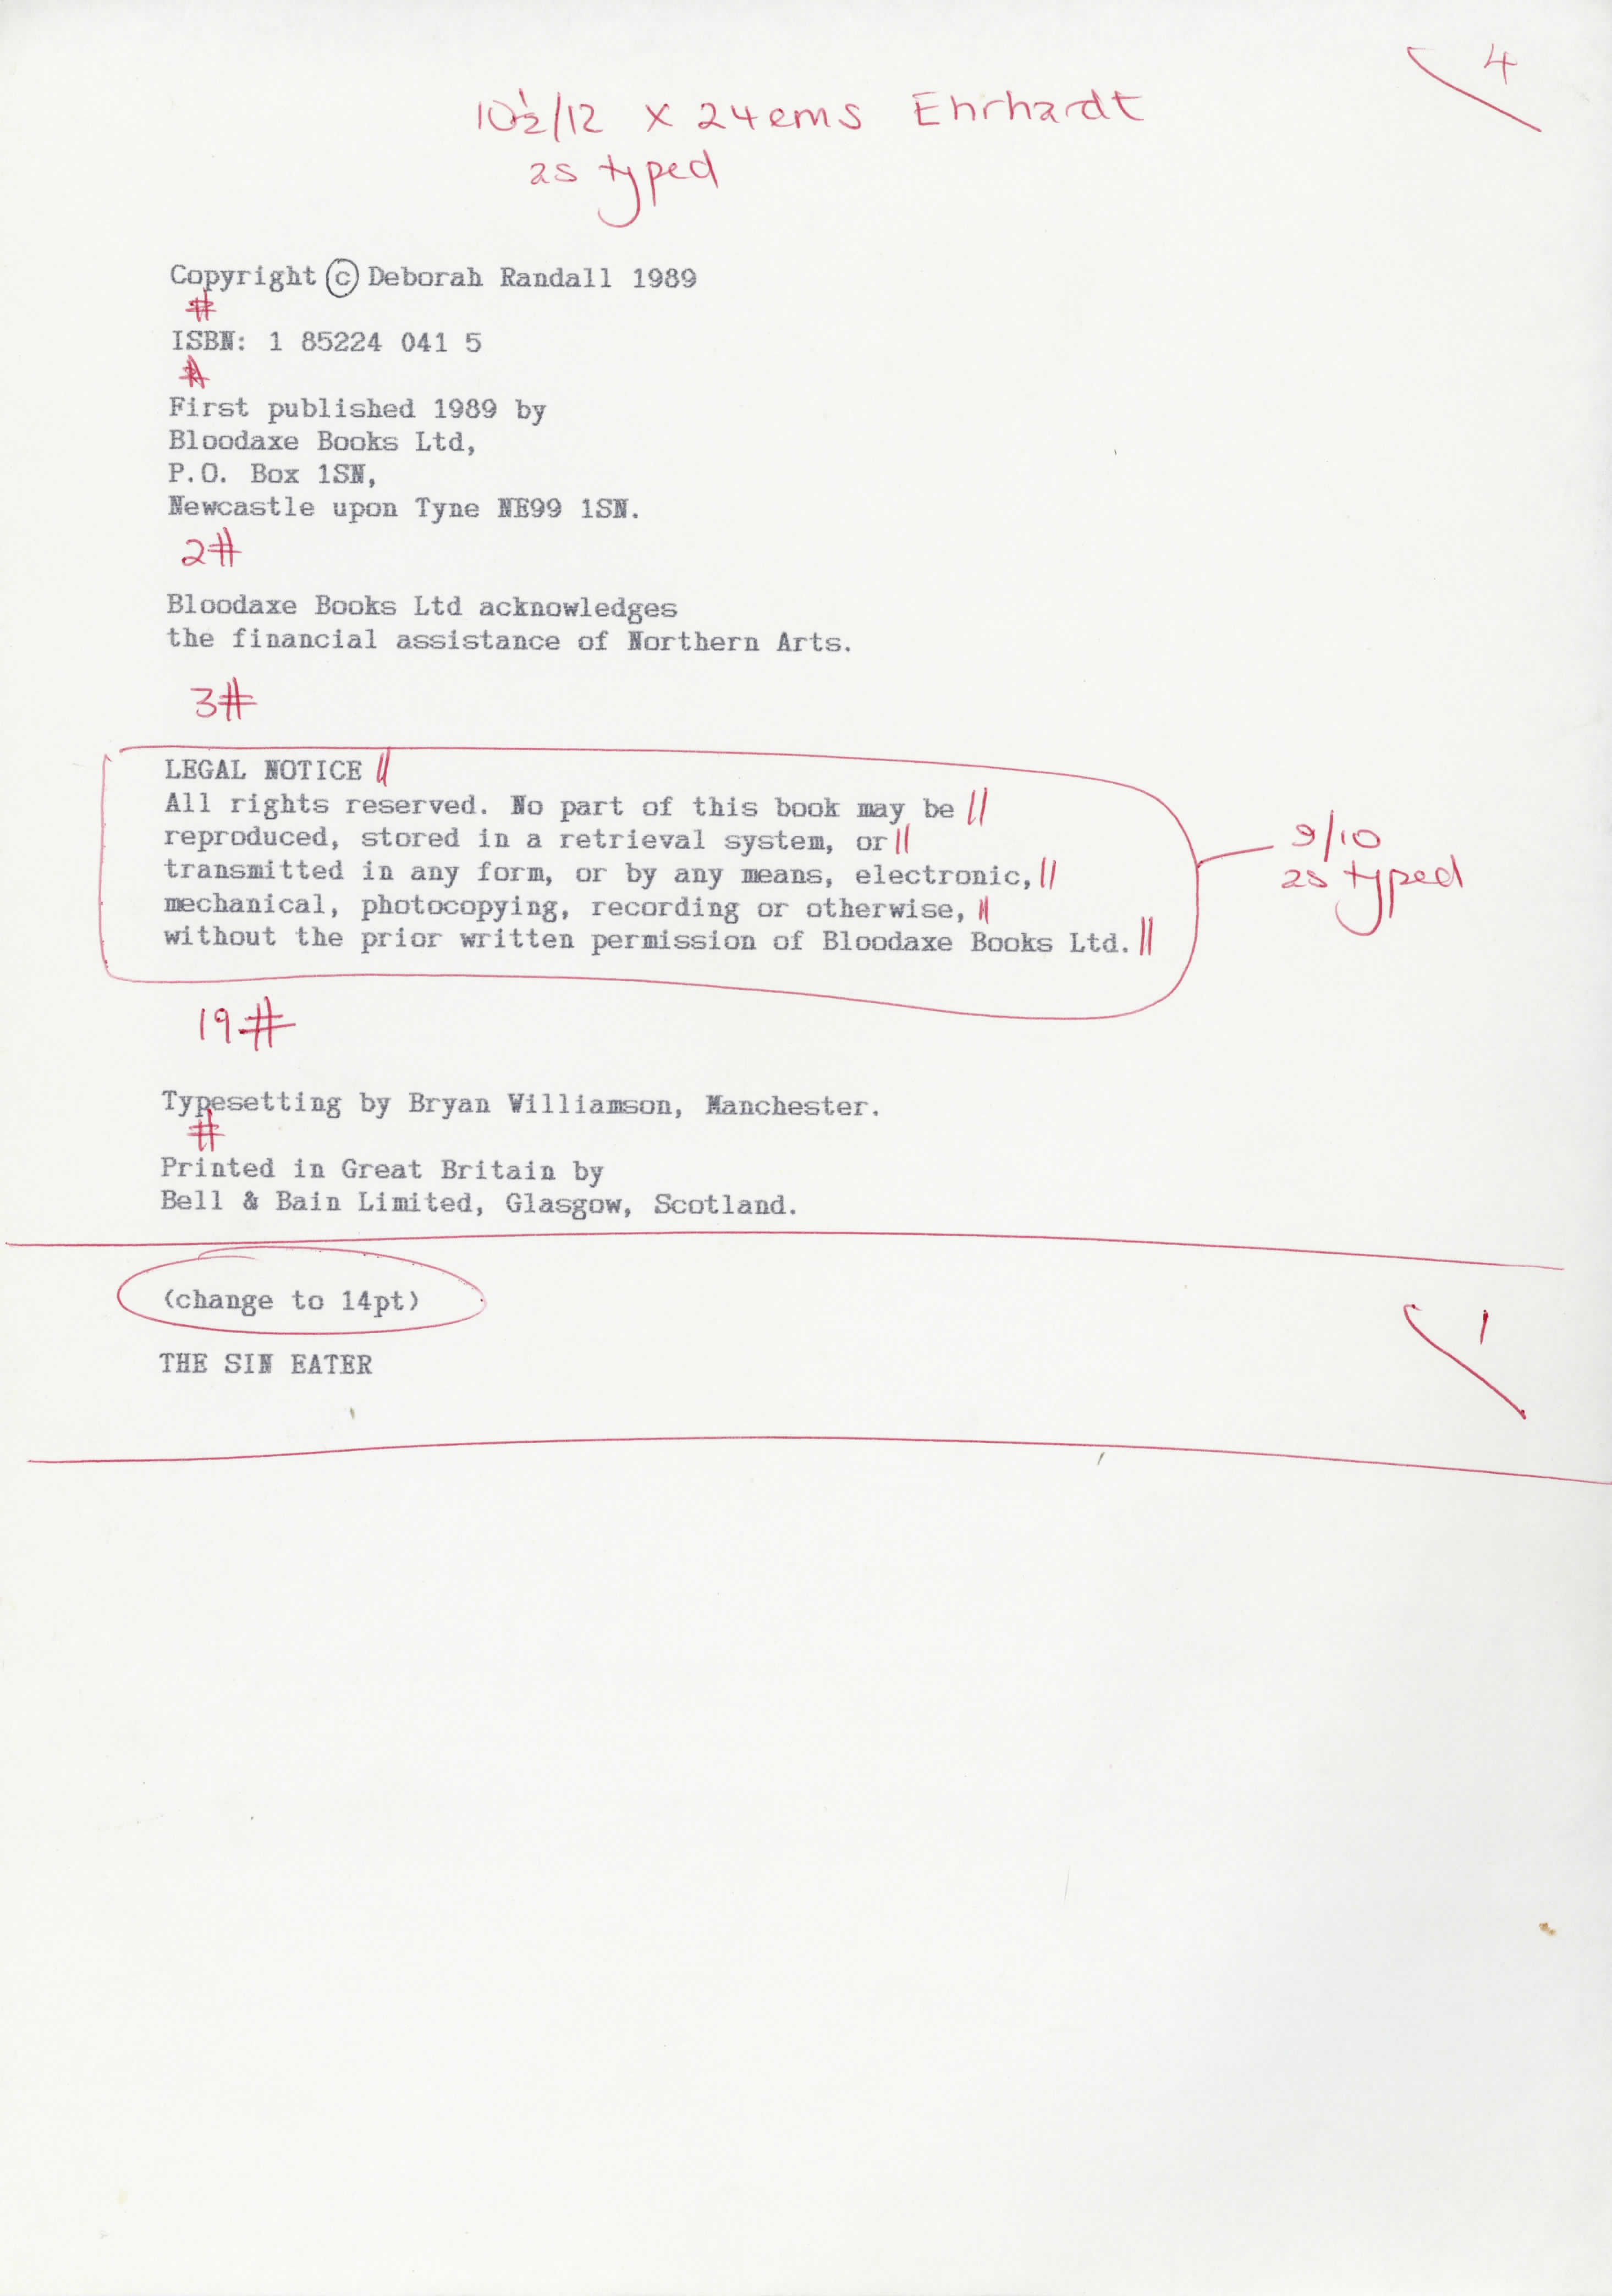 4
10½/12 x 24ems Ehrhardt
as typed
Copyright © Deborah Randall 1989
#
ISBN: 1 85224 041 5
#
First published 1989 by
Bloodaxe Books Ltd,
P.O. Box 1SN,
Newcastle upon Tyne NE99 1SN.
2#
Bloodaxe Books Ltd acknowledges
the financial assistance of Northern Arts.
3#
LEGAL NOTICE //
All rights reserved. No part of this book may be //
reproduced, stored in a retrieval system, or //
transmitted in any form, or by any means, electronic, //
mechanical, photocopying, recording or otherwise, //
without the prior written permission of Bloodaxe Books Ltd. //
9/10
as typed
19#
Typesetting by Bryan Williamson, Manchester.
#
Printed in Great Britain by
Bell & Bain Limited, Glasgow, Scotland.
(change to 14pt)
1
THE SIN EATER